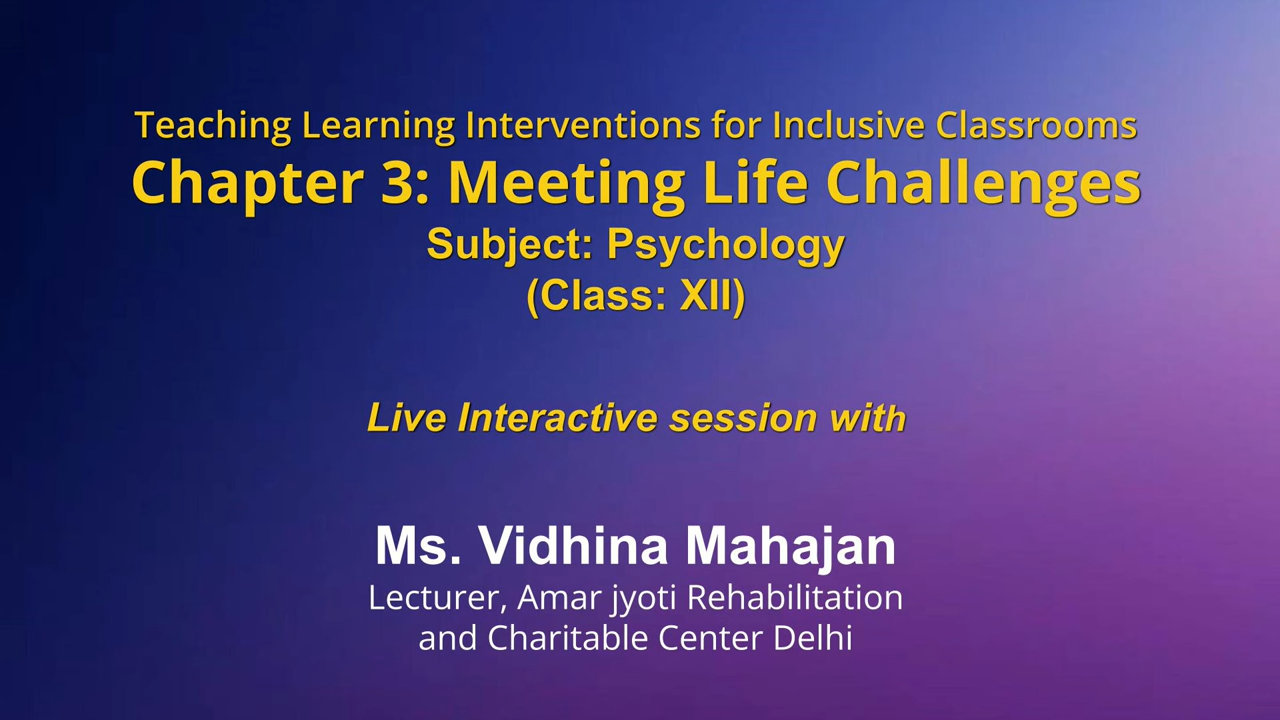 Teaching Learning Interventions for Inclusive Classrooms
Chapter 3: Meeting Life Challenges
Subject: Psychology
(Class: XII)
Live Interactive session with
Ms. Vidhina Mahajan
Lecturer, Amar jyoti Rehabilitation
and Charitable Center Delhi